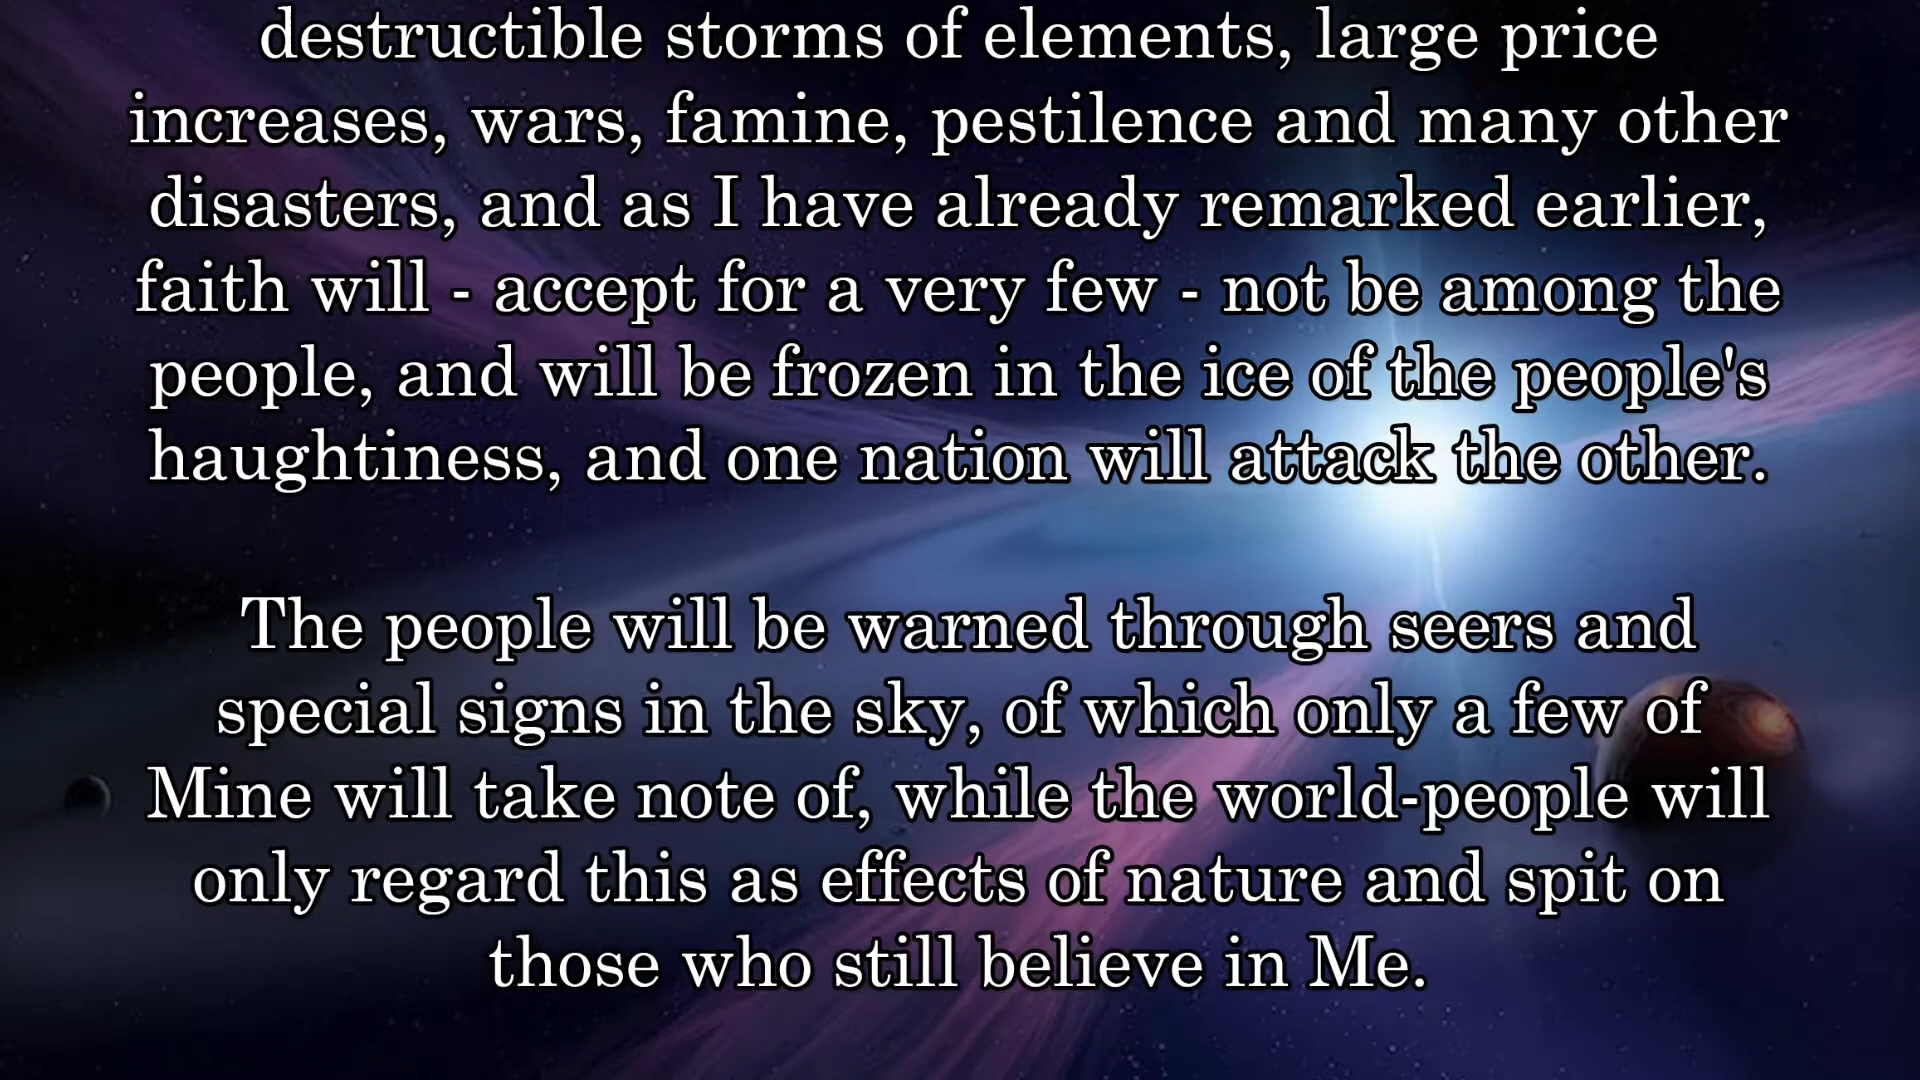 destructible storms of elements, large price
increases, wars, famine, pestilence and many other
disasters, and as I have already remarked earlier,
faith will - accept for a very few - not be among the
people, and will be frozen in the ice of the people's
haughtiness, and one nation will attack the other.
The people will be warned through seers and
special signs in the sky, of which only a few of
Mine will take note of, while the world-people will
only regard this as effects of nature and spit on
those who still believe in Me.